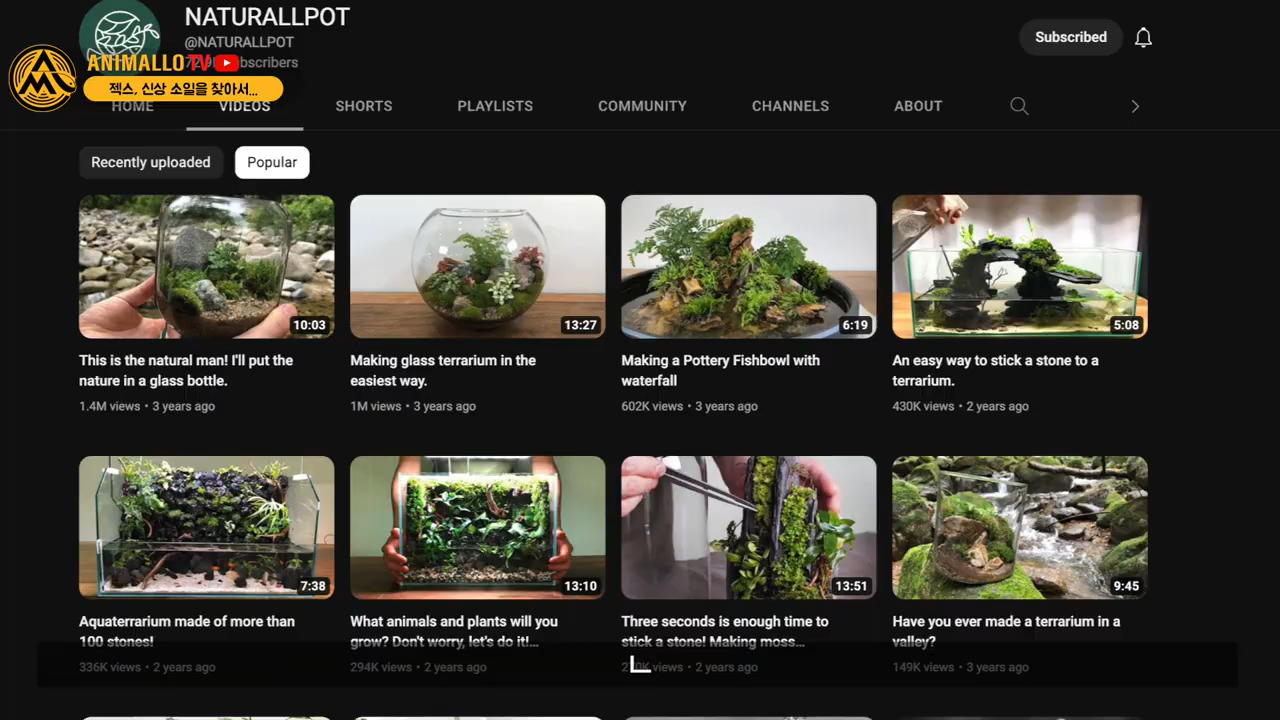 NATURALLPOT
@NATURALLPOT
subscribers
ANIMALLO TV
젝스, 신상 소일을 찾아서...
Subscribed
HOME VIDEOS SHORTS PLAYLISTS COMMUNITY CHANNELS ABOUT
Recently uploaded Popular
10:03 13:27 6:19 5:08
This is the natural man! I'll put the nature in a glass bottle.
1.4M views • 3 years ago
Making glass terrarium in the easiest way.
1M views • 3 years ago
Making a Pottery Fishbowl with waterfall
602K views • 3 years ago
An easy way to stick a stone to a terrarium.
430K views • 2 years ago
7:38 13:10 13:51 9:45
Aquaterrarium made of more than 100 stones!
336K views • 2 years ago
What animals and plants will you grow? Don't worry, let's do it!...
294K views • 2 years ago
Three seconds is enough time to stick a stone! Making moss...
views • 2 years ago
Have you ever made a terrarium in a valley?
149K views • 3 years ago